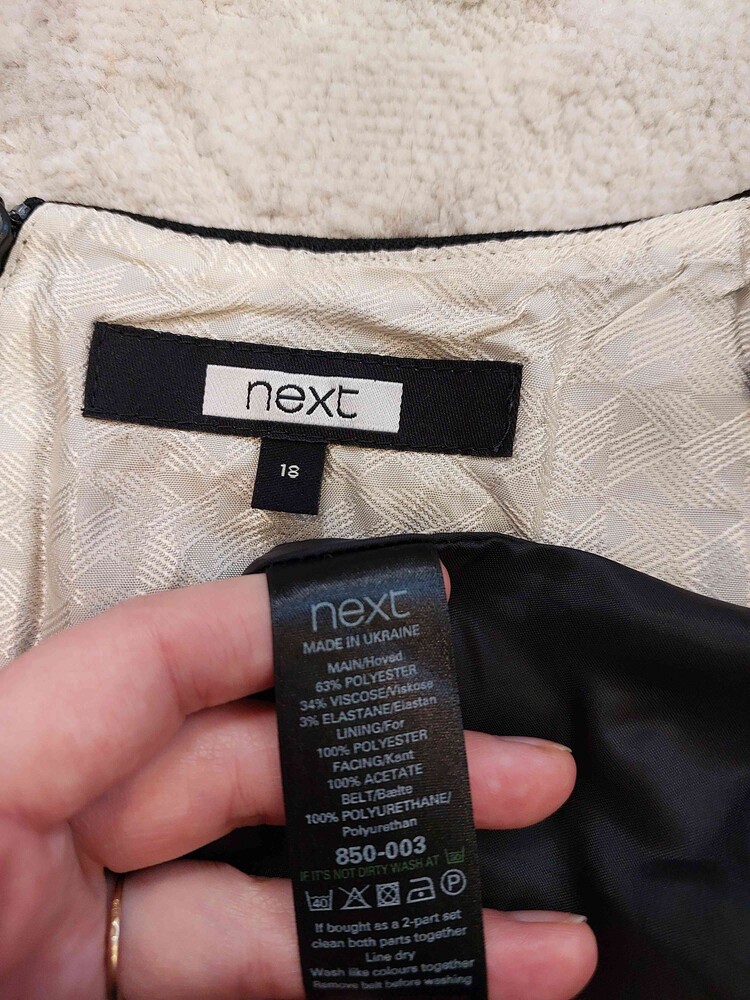 next
18
next
MADE IN UKRAINE
MAIN/Hoved
63% POLYESTER
34% VISCOSE/Viskose
3% ELASTANE/Elastan
LINING/For
100% POLYESTER
FACING/Kant
100% ACETATE
BELT/Bælte
100% POLYURETHANE/
Polyurethan
850-003
IF IT'S NOT DIRTY WASH AT 30
40 P
If bought as a 2-part set
clean both parts together
Line dry
Wash like colours together
Remove belt before washing